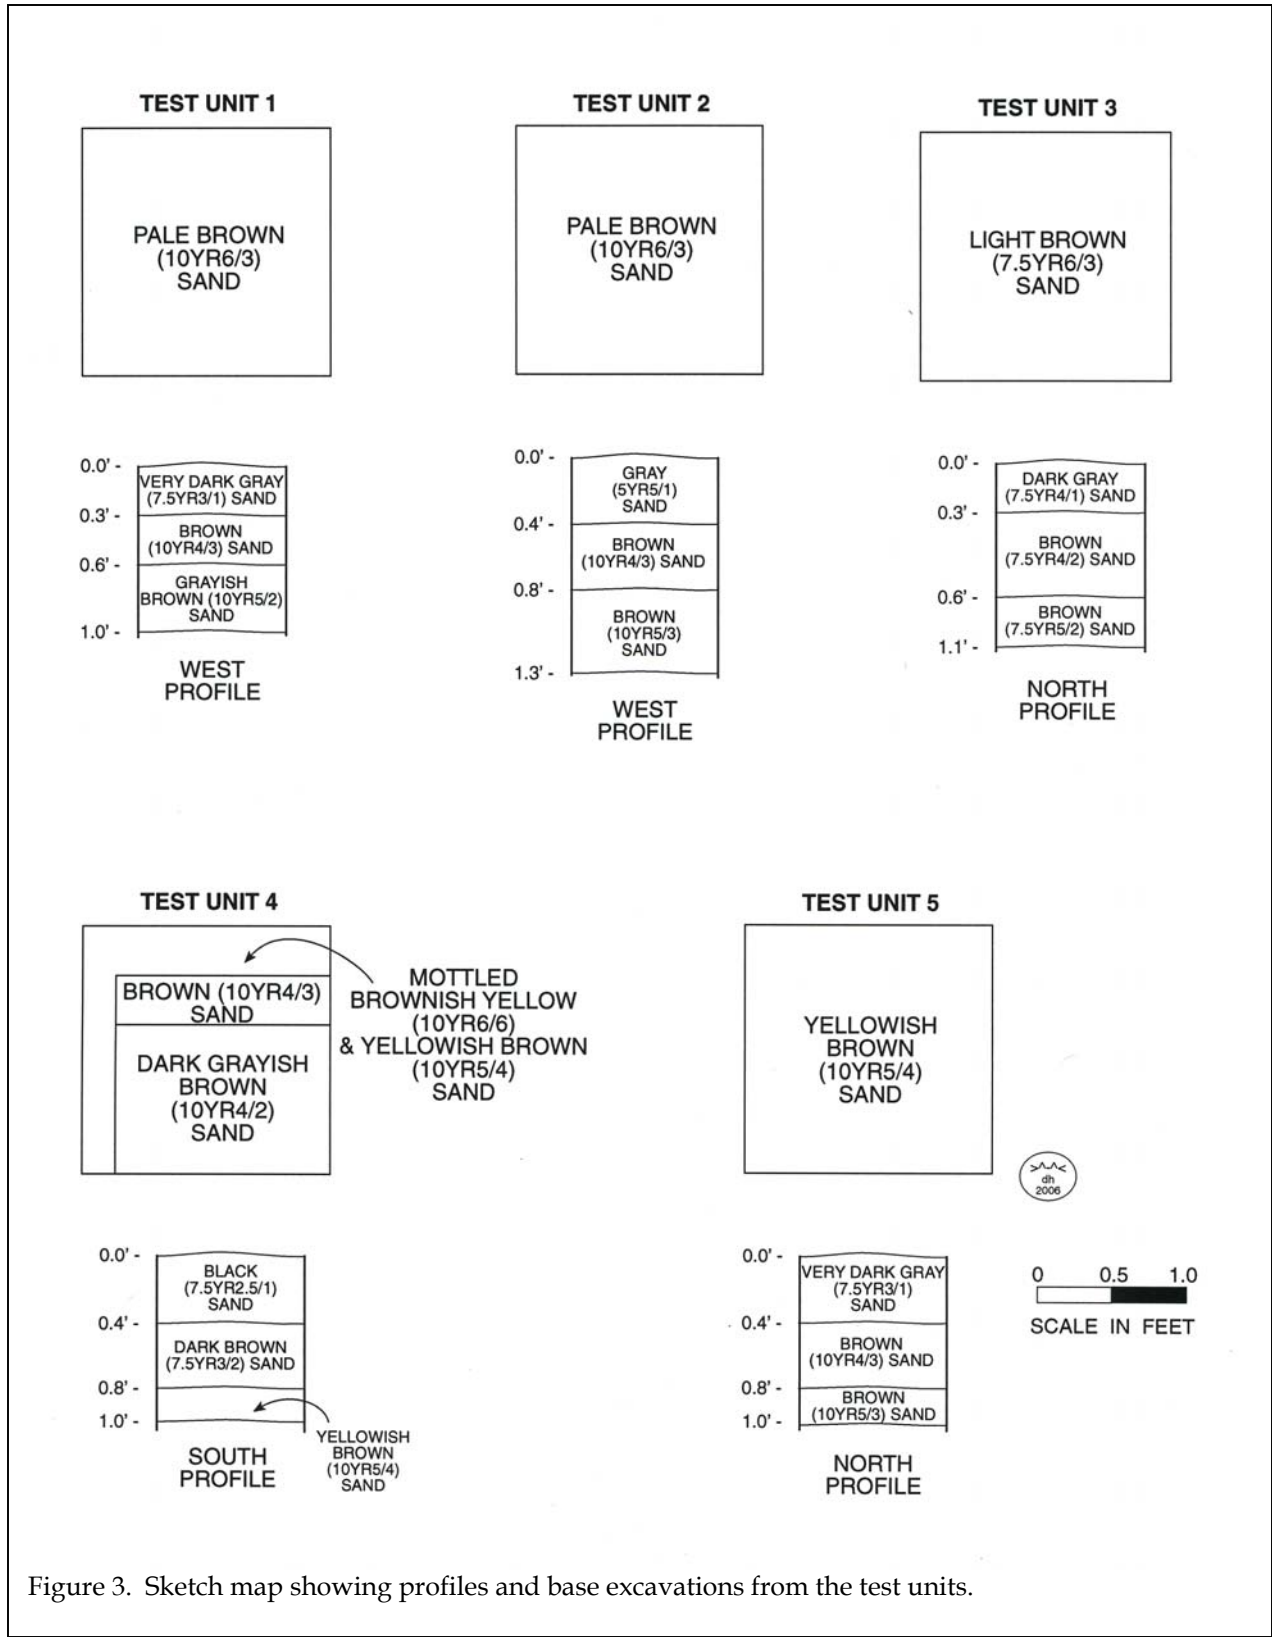 TEST UNIT 1
PALE BROWN
(10YR6/3)
SAND
0.0' -
VERY DARK GRAY
(7.5YR3/1) SAND
0.3' -
BROWN
(10YR4/3) SAND
0.6' -
GRAYISH
BROWN (10YR5/2)
SAND
1.0' -
WEST
PROFILE
TEST UNIT 2
PALE BROWN
(10YR6/3)
SAND
0.0' -
GRAY
(5YR5/1)
SAND
0.4' -
BROWN
(10YR4/3) SAND
0.8' -
BROWN
(10YR5/3)
SAND
1.3' -
WEST
PROFILE
TEST UNIT 3
LIGHT BROWN
(7.5YR6/3)
SAND
0.0' -
DARK GRAY
(7.5YR4/1) SAND
0.3' -
BROWN
(7.5YR4/2) SAND
0.6' -
BROWN
(7.5YR5/2) SAND
1.1' -
NORTH
PROFILE
TEST UNIT 4
BROWN (10YR4/3)
SAND
DARK GRAYISH
BROWN
(10YR4/2)
SAND
MOTTLED
BROWNISH YELLOW
(10YR6/6)
& YELLOWISH BROWN
(10YR5/4)
SAND
0.0' -
BLACK
(7.5YR2.5/1)
SAND
0.4' -
DARK BROWN
(7.5YR3/2) SAND
0.8' -
1.0' -
YELLOWISH
BROWN
(10YR5/4)
SAND
SOUTH
PROFILE
TEST UNIT 5
YELLOWISH
BROWN
(10YR5/4)
SAND
>^-^<
dh
2006
0.0' -
VERY DARK GRAY
(7.5YR3/1)
SAND
0.4' -
BROWN
(10YR4/3) SAND
0.8' -
BROWN
(10YR5/3) SAND
1.0' -
NORTH
PROFILE
0 0.5 1.0
SCALE IN FEET
Figure 3. Sketch map showing profiles and base excavations from the test units.